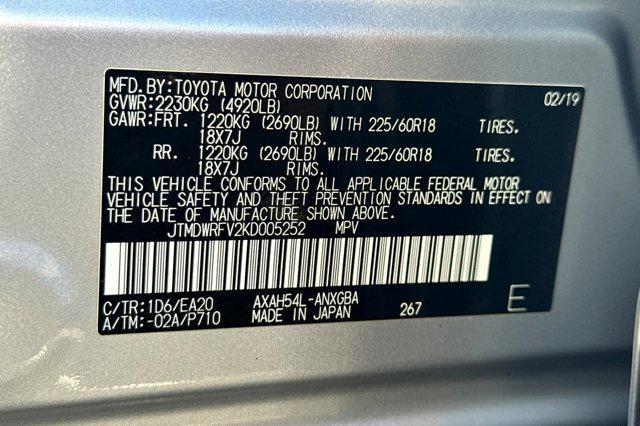 MFD.BY:TOYOTA MOTOR CORPORATION 02/19
GVWR:2230KG (4920LB)
GAWR:FRT. 1220KG (2690LB) WITH 225/60R18 TIRES.
18X7J RIMS.
RR. 1220KG (2690LB) WITH 225/60R18 TIRES.
18X7J RIMS.
THIS VEHICLE CONFORMS TO ALL APPLICABLE FEDERAL MOTOR
VEHICLE SAFETY AND THEFT PREVENTION STANDARDS IN EFFECT ON
THE DATE OF MANUFACTURE SHOWN ABOVE.
JTMDWRFV2KD005252 MPV
C/TR:1D6/EA20 AXAH54L-ANXGBA
A/TM:-02A/P710 MADE IN JAPAN 267 E